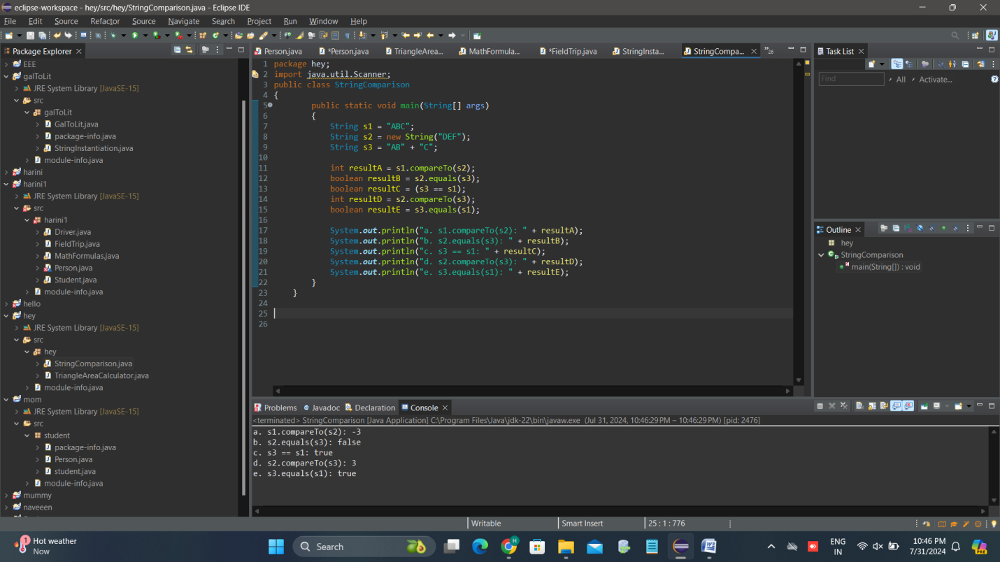 eclipse-workspace - hey/src/hey/StringComparison.java - Eclipse IDE
File Edit Source Refactor Source Navigate Search Project Run Window Help
Package Explorer
EEE
galToLit
JRE System Library [JavaSE-15]
src
galToLit
GalToLit.java
package-info.java
StringInstantiation.java
module-info.java
harini
harini1
JRE System Library [JavaSE-15]
src
harini1
Driver.java
FieldTrip.java
MathFormulas.java
Person.java
Student.java
module-info.java
hello
hey
JRE System Library [JavaSE-15]
src
hey
StringComparison.java
TriangleAreaCalculator.java
module-info.java
mom
JRE System Library [JavaSE-15]
src
student
package-info.java
Person.java
student.java
module-info.java
mummy
naveeen
Person.java *Person.java TriangleArea... MathFormula... *FieldTrip.java StringInsta... StringCompa... »26
1 package hey;
2 import java.util.Scanner;
3 public class StringComparison
4 {
5 public static void main(String[] args)
6 {
7 String s1 = "ABC";
8 String s2 = new String("DEF");
9 String s3 = "AB" + "C";
10
11 int resultA = s1.compareTo(s2);
12 boolean resultB = s2.equals(s3);
13 boolean resultC = (s3 == s1);
14 int resultD = s2.compareTo(s3);
15 boolean resultE = s3.equals(s1);
16
17 System.out.println("a. s1.compareTo(s2): " + resultA);
18 System.out.println("b. s2.equals(s3): " + resultB);
19 System.out.println("c. s3 == s1: " + resultC);
20 System.out.println("d. s2.compareTo(s3): " + resultD);
21 System.out.println("e. s3.equals(s1): " + resultE);
22 }
23 }
24
25
26
Task List
Find All Activate...
Outline
hey
StringComparison
main(String[]) : void
Problems Javadoc Declaration Console
<terminated> StringComparison [Java Application] C:\Program Files\Java\jdk-22\bin\javaw.exe (Jul 31, 2024, 10:46:29 PM – 10:46:29 PM) [pid: 2476]
a. s1.compareTo(s2): -3
b. s2.equals(s3): false
c. s3 == s1: true
d. s2.compareTo(s3): 3
e. s3.equals(s1): true
Writable Smart Insert 25 : 1 : 776
1 Hot weather
Now
Search
H
ENG
IN
10:46 PM
7/31/2024
PRE